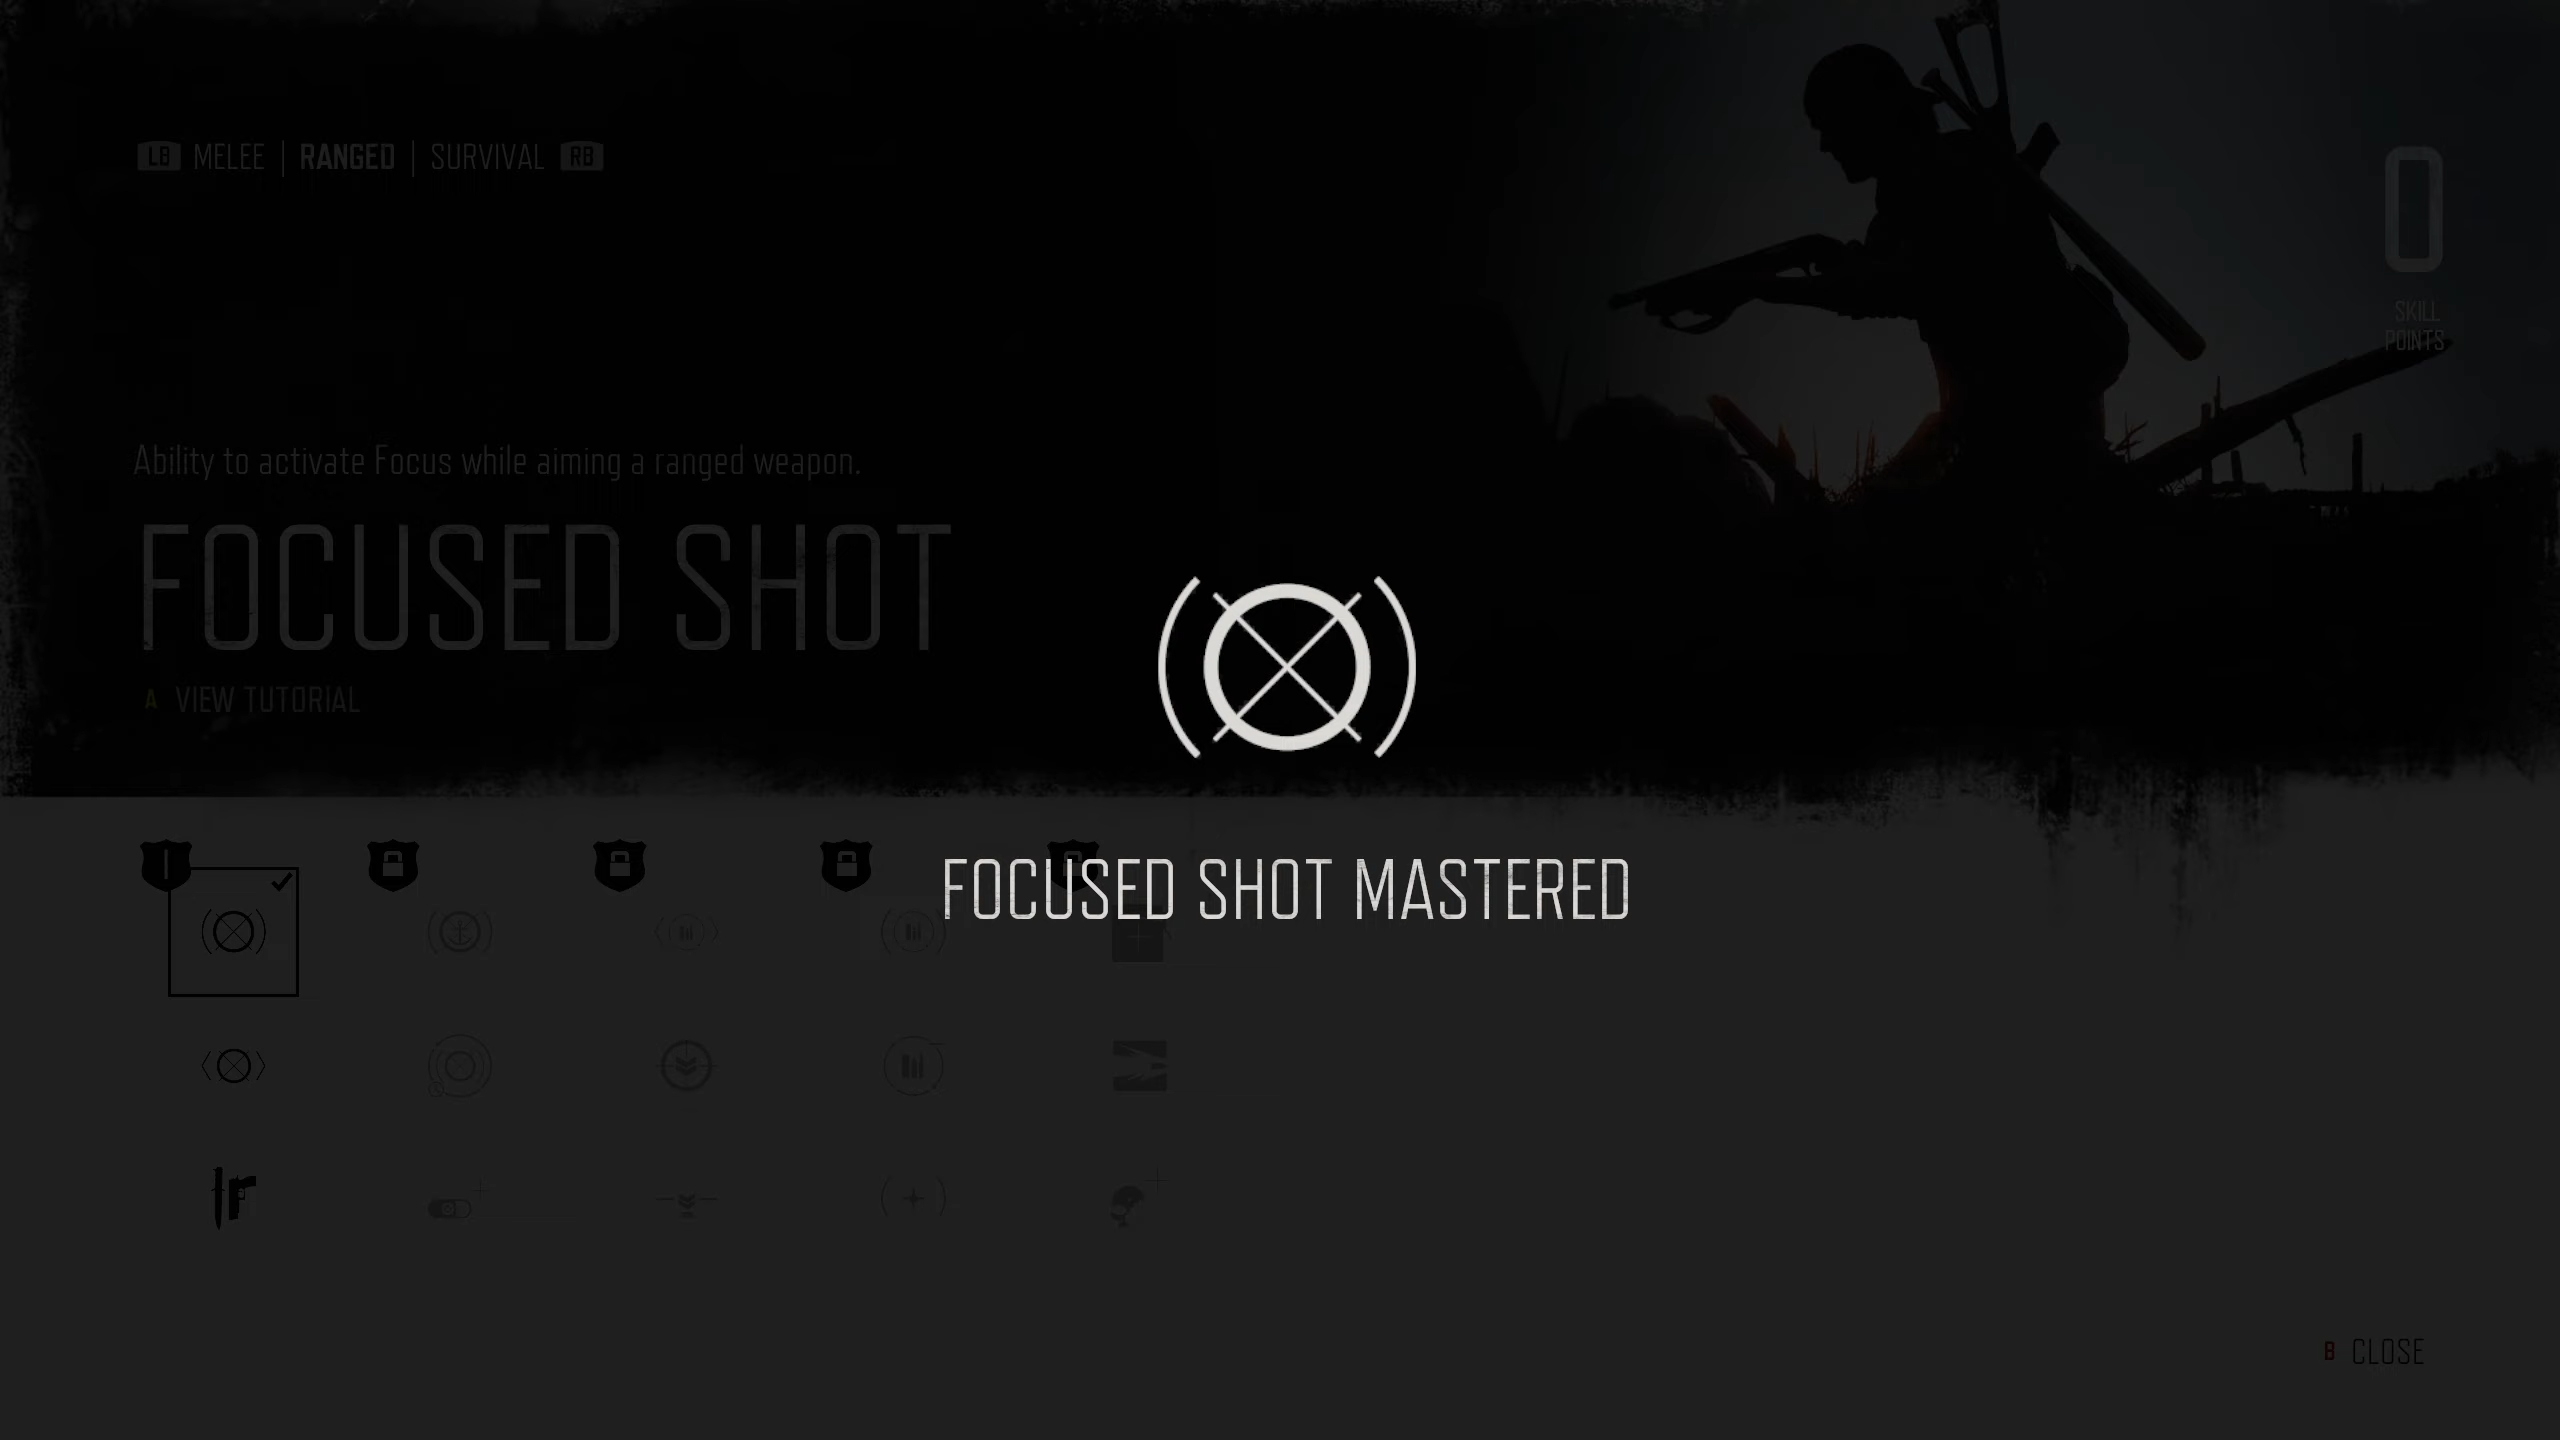 LB MELEE | RANGED | SURVIVAL RB
0
SKILL
POINTS
Ability to activate Focus while aiming a ranged weapon.
FOCUSED SHOT
A VIEW TUTORIAL
I
FOCUSED SHOT MASTERED
B CLOSE